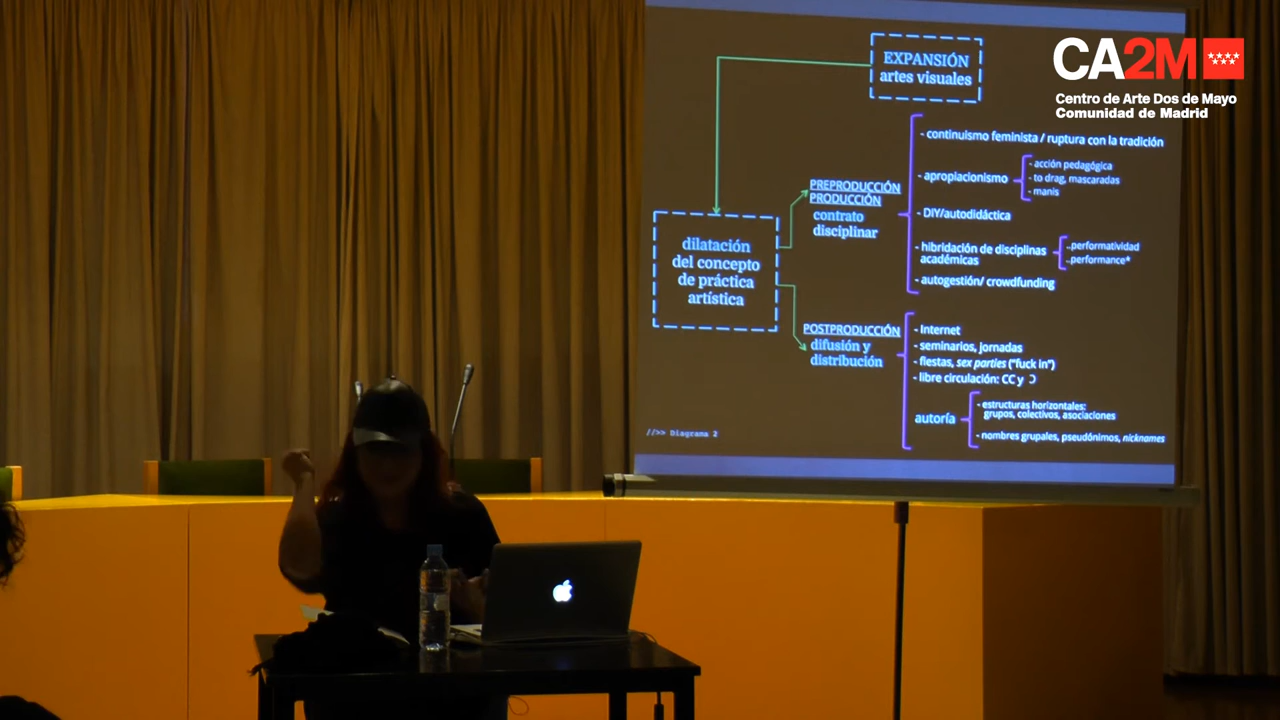 EXPANSIÓN
artes visuales
CA2M
Centro de Arte Dos de Mayo
Comunidad de Madrid
dilatación
del concepto
de práctica
artística
PREPRODUCCIÓN
PRODUCCIÓN
contrato
disciplinar
- continuismo feminista / ruptura con la tradición
- apropiacionismo
- acción pedagógica
- to drag, mascaradas
- manis
- DIY/autodidáctica
- hibridación de disciplinas
académicas
..performatividad
..performance*
- autogestión/ crowdfunding
POSTPRODUCCIÓN
difusión y
distribución
- Internet
- seminarios, jornadas
- fiestas, sex parties ("fuck in")
- libre circulación: CC y Ɔ
autoría
- estructuras horizontales:
grupos, colectivos, asociaciones
- nombres grupales, pseudónimos, nicknames
//>> Diagrama 2